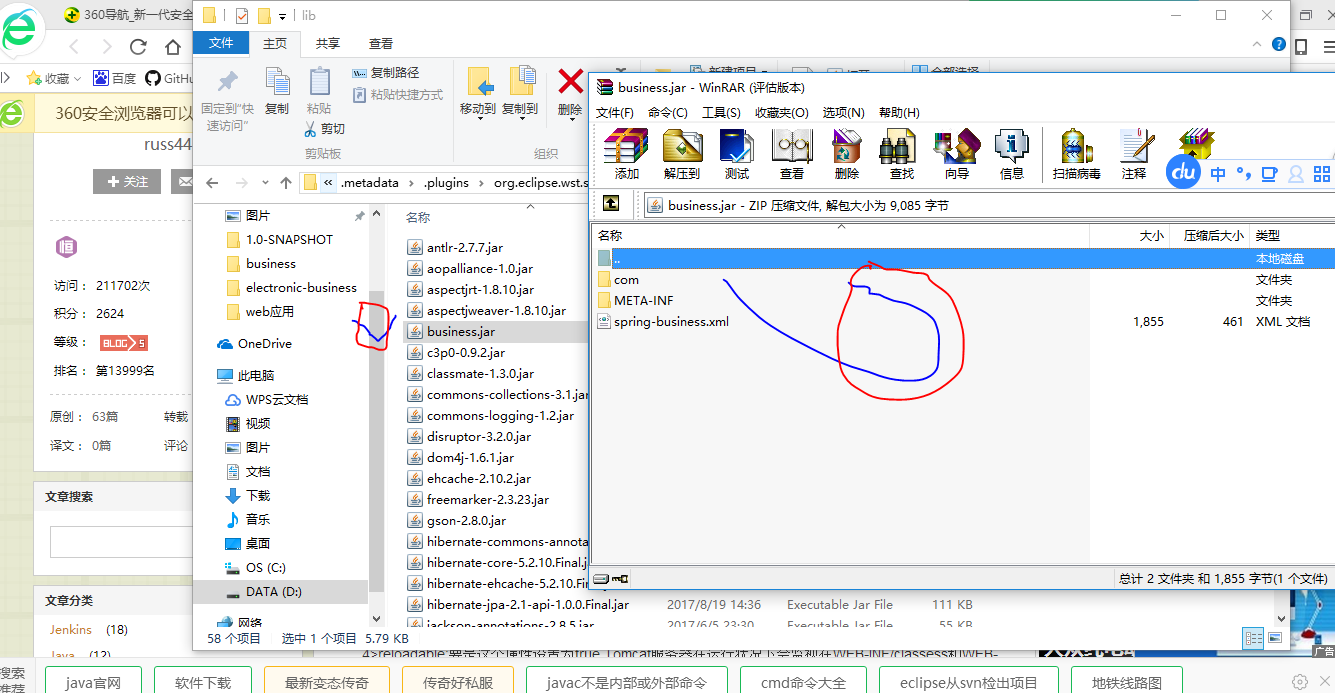 360导航_新一代安全
收藏
百度
GitHu
360安全浏览器可以
russ44
关注
访问： 211702次
积分： 2624
等级： BLOG 5
排名： 第13999名
原创： 63篇 转载
译文： 0篇 评论
文章搜索
文章分类
Jenkins (18)
java (12)
lib
文件 主页 共享 查看
固定到“快速访问”
复制
粘贴
复制路径
粘贴快捷方式
剪切
剪贴板
移动到 复制到 删除
组织
新建项目
全部选择
« .metadata › .plugins › org.eclipse.wst.s
图片
1.0-SNAPSHOT
business
electronic-business
web应用
OneDrive
此电脑
WPS云文档
视频
图片
文档
下载
音乐
桌面
OS (C:)
DATA (D:)
网络
名称
antlr-2.7.7.jar
aopalliance-1.0.jar
aspectjrt-1.8.10.jar
aspectjweaver-1.8.10.jar
business.jar
c3p0-0.9.2.jar
classmate-1.3.0.jar
commons-collections-3.1.jar
commons-logging-1.2.jar
disruptor-3.2.0.jar
dom4j-1.6.1.jar
ehcache-2.10.2.jar
freemarker-2.3.23.jar
gson-2.8.0.jar
hibernate-commons-annota
hibernate-core-5.2.10.Final.j
hibernate-ehcache-5.2.10.Fi
hibernate-jpa-2.1-api-1.0.0.Final.jar 2017/8/19 14:36 Executable Jar File 111 KB
jackson-annotations-2.8.5.jar 2017/6/5 23:30 Executable Jar File 55 KB
58 个项目 选中 1 个项目 5.79 KB
business.jar - WinRAR (评估版本)
文件(F) 命令(C) 工具(S) 收藏夹(O) 选项(N) 帮助(H)
添加 解压到 测试 查看 删除 查找 向导 信息 扫描病毒 注释
du 中
business.jar - ZIP 压缩文件, 解包大小为 9,085 字节
名称 大小 压缩后大小 类型
.. 本地磁盘
com 文件夹
META-INF 文件夹
spring-business.xml 1,855 461 XML 文档
总计 2 文件夹 和 1,855 字节(1 个文件)
广告
搜索推荐
java官网 软件下载 最新变态传奇 传奇好私服 javac不是内部或外部命令 cmd命令大全 eclipse从svn检出项目 地铁线路图